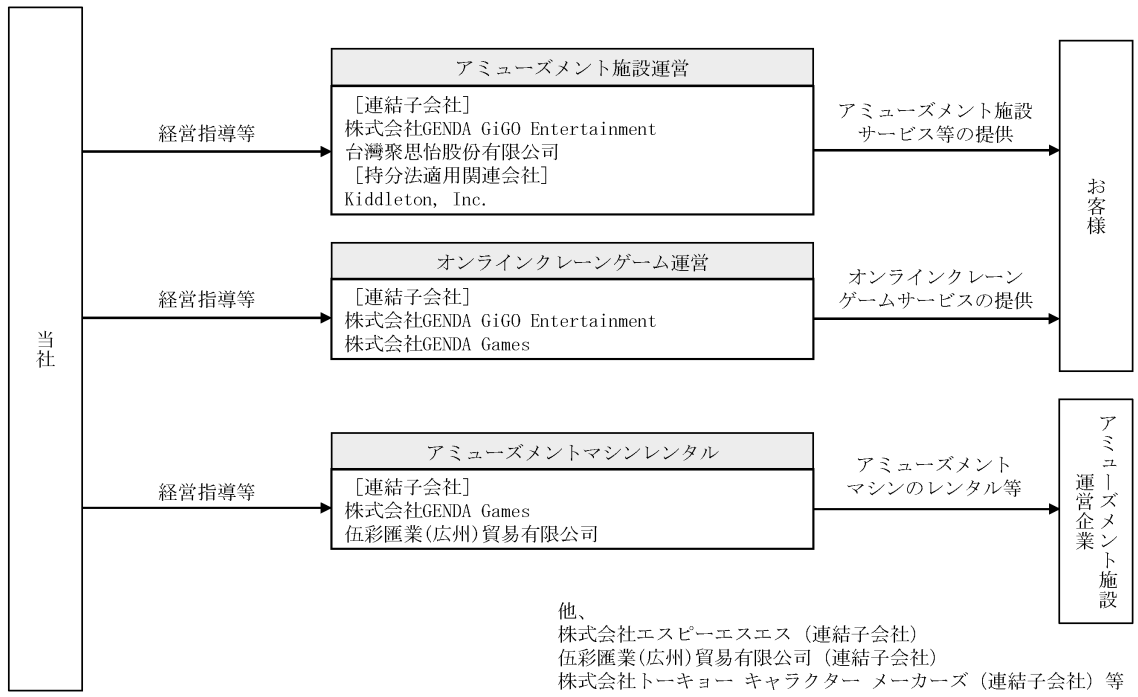 当社
経営指導等
アミューズメント施設運営
［連結子会社］
株式会社GENDA GiGO Entertainment
台灣聚思怡股份有限公司
［持分法適用関連会社］
Kiddleton, Inc.
アミューズメント施設
サービス等の提供
お客様
経営指導等
オンラインクレーンゲーム運営
［連結子会社］
株式会社GENDA GiGO Entertainment
株式会社GENDA Games
オンラインクレーン
ゲームサービスの提供
経営指導等
アミューズメントマシンレンタル
［連結子会社］
株式会社GENDA Games
伍彩匯業(広州)貿易有限公司
アミューズメント
マシンのレンタル等
アミューズメント施設
運営企業
他、
株式会社エスピーエスエス（連結子会社）
伍彩匯業(広州)貿易有限公司（連結子会社）
株式会社トーキョー キャラクター メーカーズ（連結子会社）等